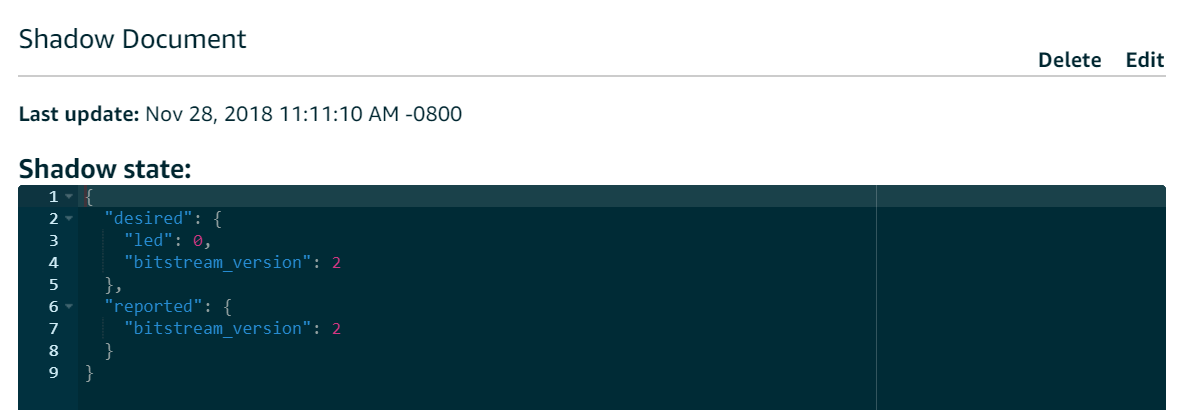 Shadow Document
Delete Edit
Last update: Nov 28, 2018 11:11:10 AM -0800
Shadow state:
1 {
2   "desired": {
3     "led": 0,
4     "bitstream_version": 2
5   },
6   "reported": {
7     "bitstream_version": 2
8   }
9 }